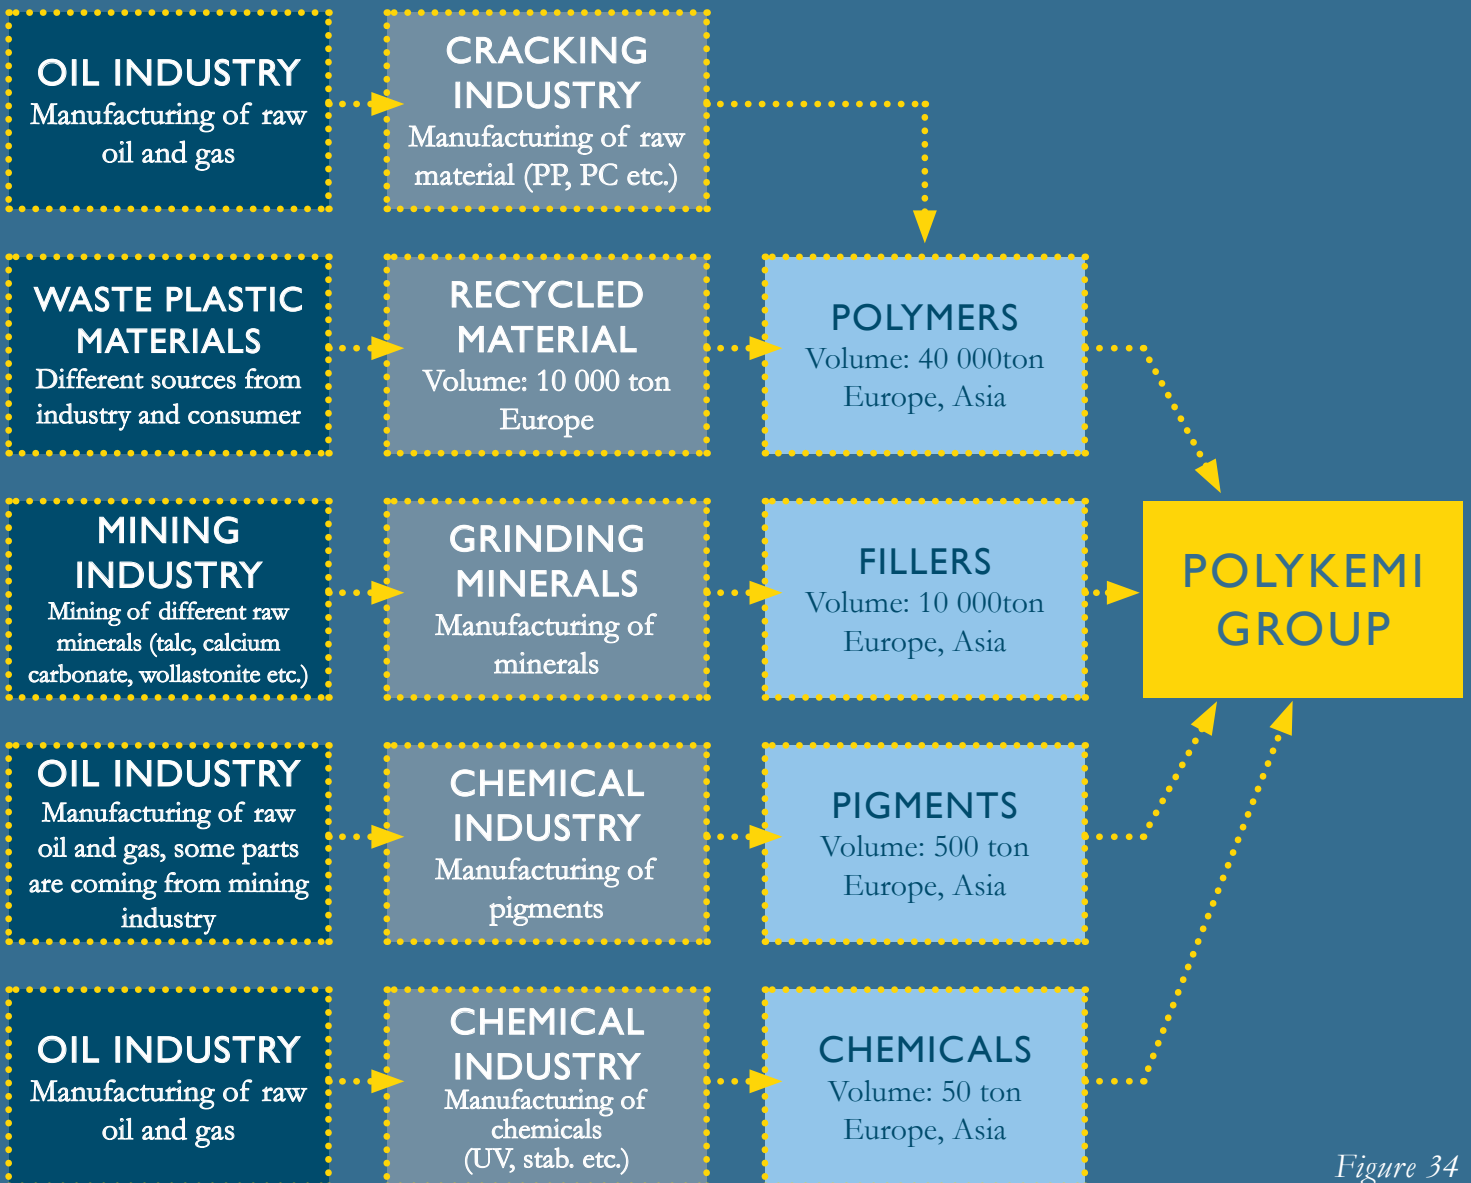 OIL INDUSTRY
Manufacturing of raw
oil and gas
CRACKING
INDUSTRY
Manufacturing of raw
material (PP, PC etc.)
WASTE PLASTIC
MATERIALS
Different sources from
industry and consumer
RECYCLED
MATERIAL
Volume: 10 000 ton
Europe
POLYMERS
Volume: 40 000ton
Europe, Asia
MINING
INDUSTRY
Mining of different raw
minerals (talc, calcium
carbonate, wollastonite etc.)
GRINDING
MINERALS
Manufacturing of
minerals
FILLERS
Volume: 10 000ton
Europe, Asia
POLYKEMI
GROUP
OIL INDUSTRY
Manufacturing of raw
oil and gas, some parts
are coming from mining
industry
CHEMICAL
INDUSTRY
Manufacturing of
pigments
PIGMENTS
Volume: 500 ton
Europe, Asia
OIL INDUSTRY
Manufacturing of raw
oil and gas
CHEMICAL
INDUSTRY
Manufacturing of
chemicals
(UV, stab. etc.)
CHEMICALS
Volume: 50 ton
Europe, Asia
Figure 34